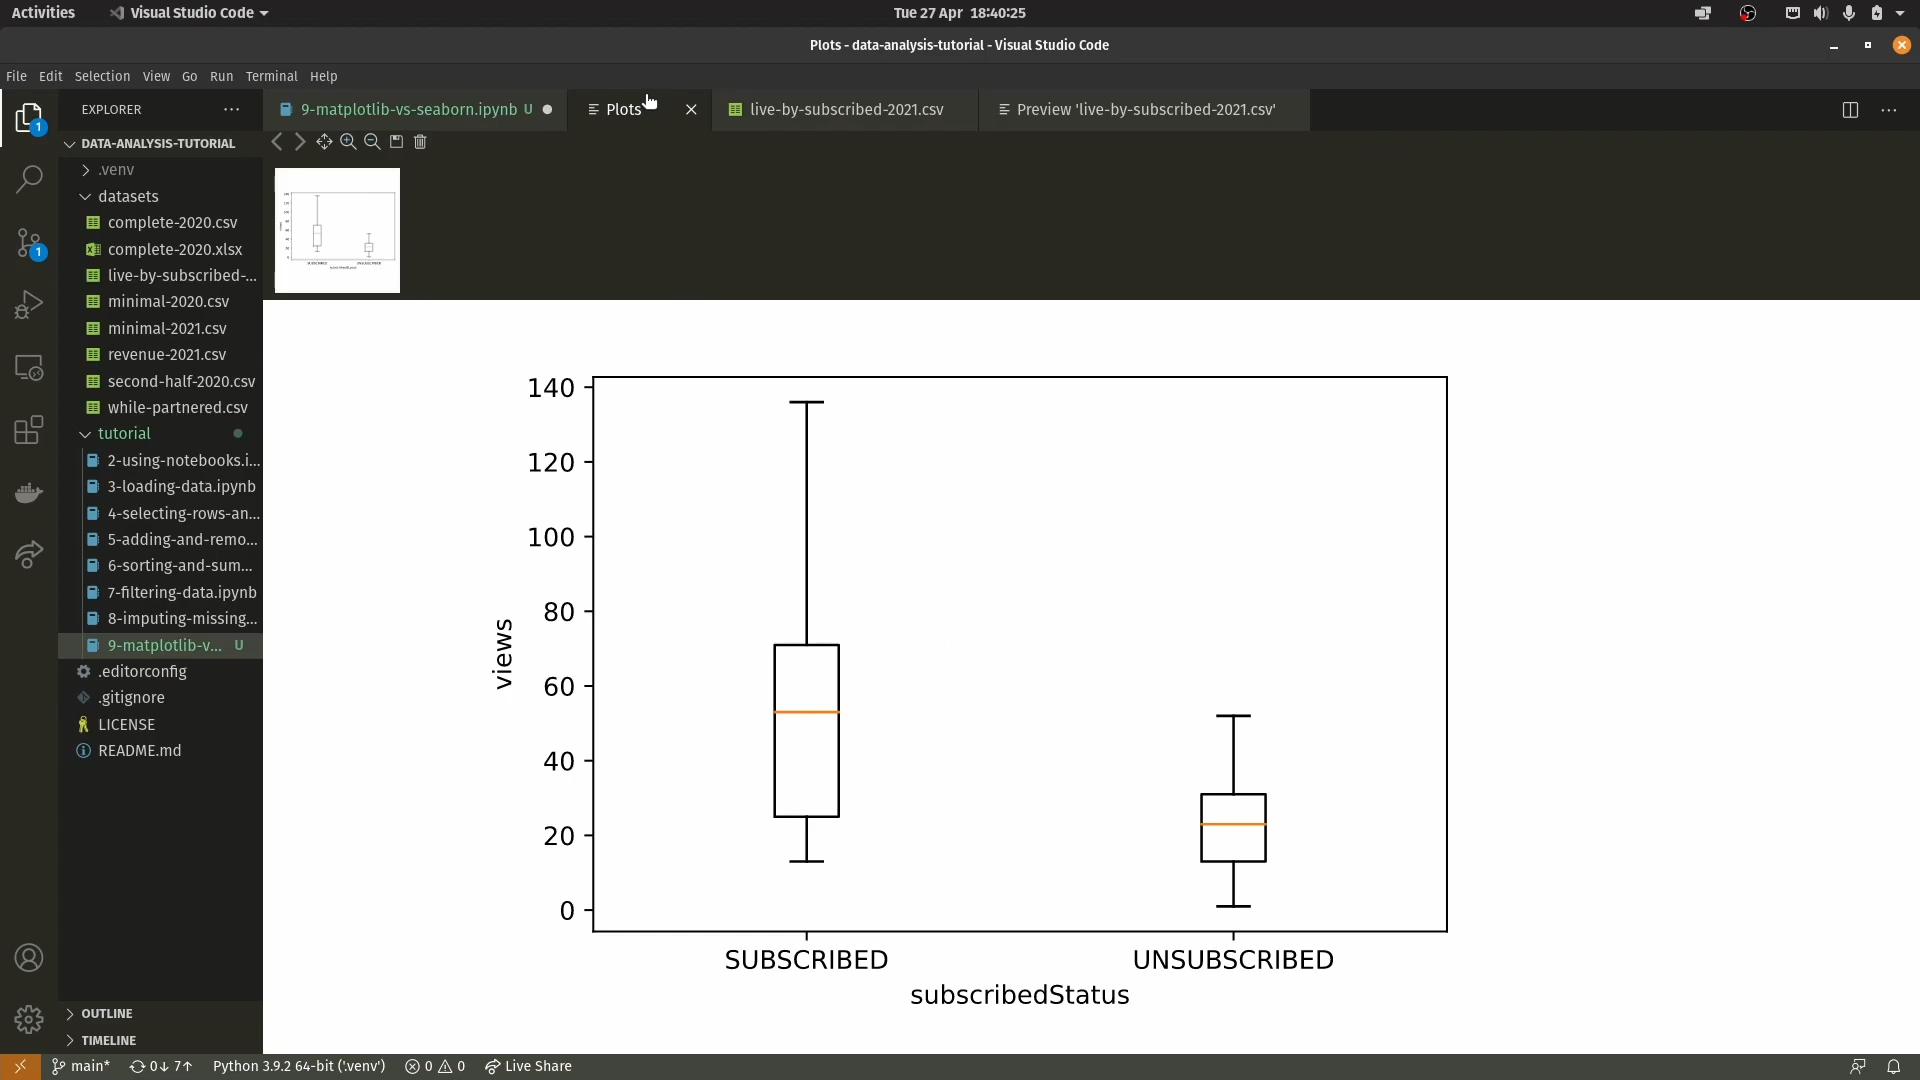 Activities
Visual Studio Code
Tue 27 Apr 18:40:25
Plots - data-analysis-tutorial - Visual Studio Code
File Edit Selection View Go Run Terminal Help
EXPLORER
9-matplotlib-vs-seaborn.ipynb U
Plots
live-by-subscribed-2021.csv
Preview 'live-by-subscribed-2021.csv'
1
DATA-ANALYSIS-TUTORIAL
.venv
datasets
complete-2020.csv
complete-2020.xlsx
live-by-subscribed-...
minimal-2020.csv
minimal-2021.csv
revenue-2021.csv
second-half-2020.csv
while-partnered.csv
tutorial
2-using-notebooks.i...
3-loading-data.ipynb
4-selecting-rows-an...
5-adding-and-remo...
6-sorting-and-sum...
7-filtering-data.ipynb
8-imputing-missing...
9-matplotlib-v... U
.editorconfig
.gitignore
LICENSE
README.md
1
OUTLINE
TIMELINE
140
120
100
80
60
40
20
0
views
SUBSCRIBED UNSUBSCRIBED
subscribedStatus
main* 0↓ 7↑ Python 3.9.2 64-bit ('.venv') 0 0 Live Share